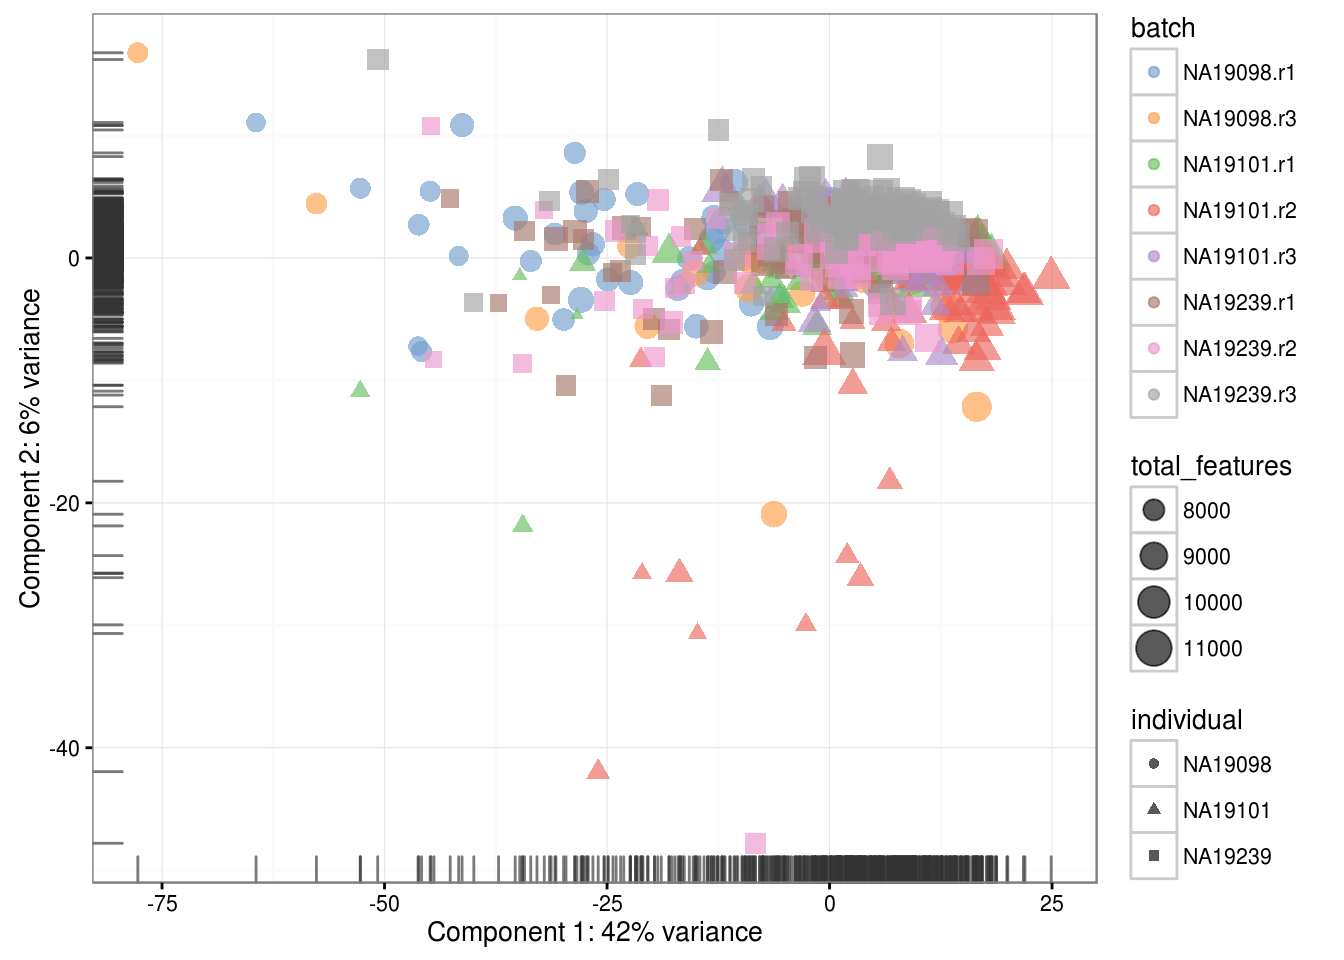 0
-20
-40
Component 2: 6% variance
-75
-50
-25
0
25
Component 1: 42% variance
batch
NA19098.r1
NA19098.r3
NA19101.r1
NA19101.r2
NA19101.r3
NA19239.r1
NA19239.r2
NA19239.r3
total_features
8000
9000
10000
11000
individual
NA19098
NA19101
NA19239